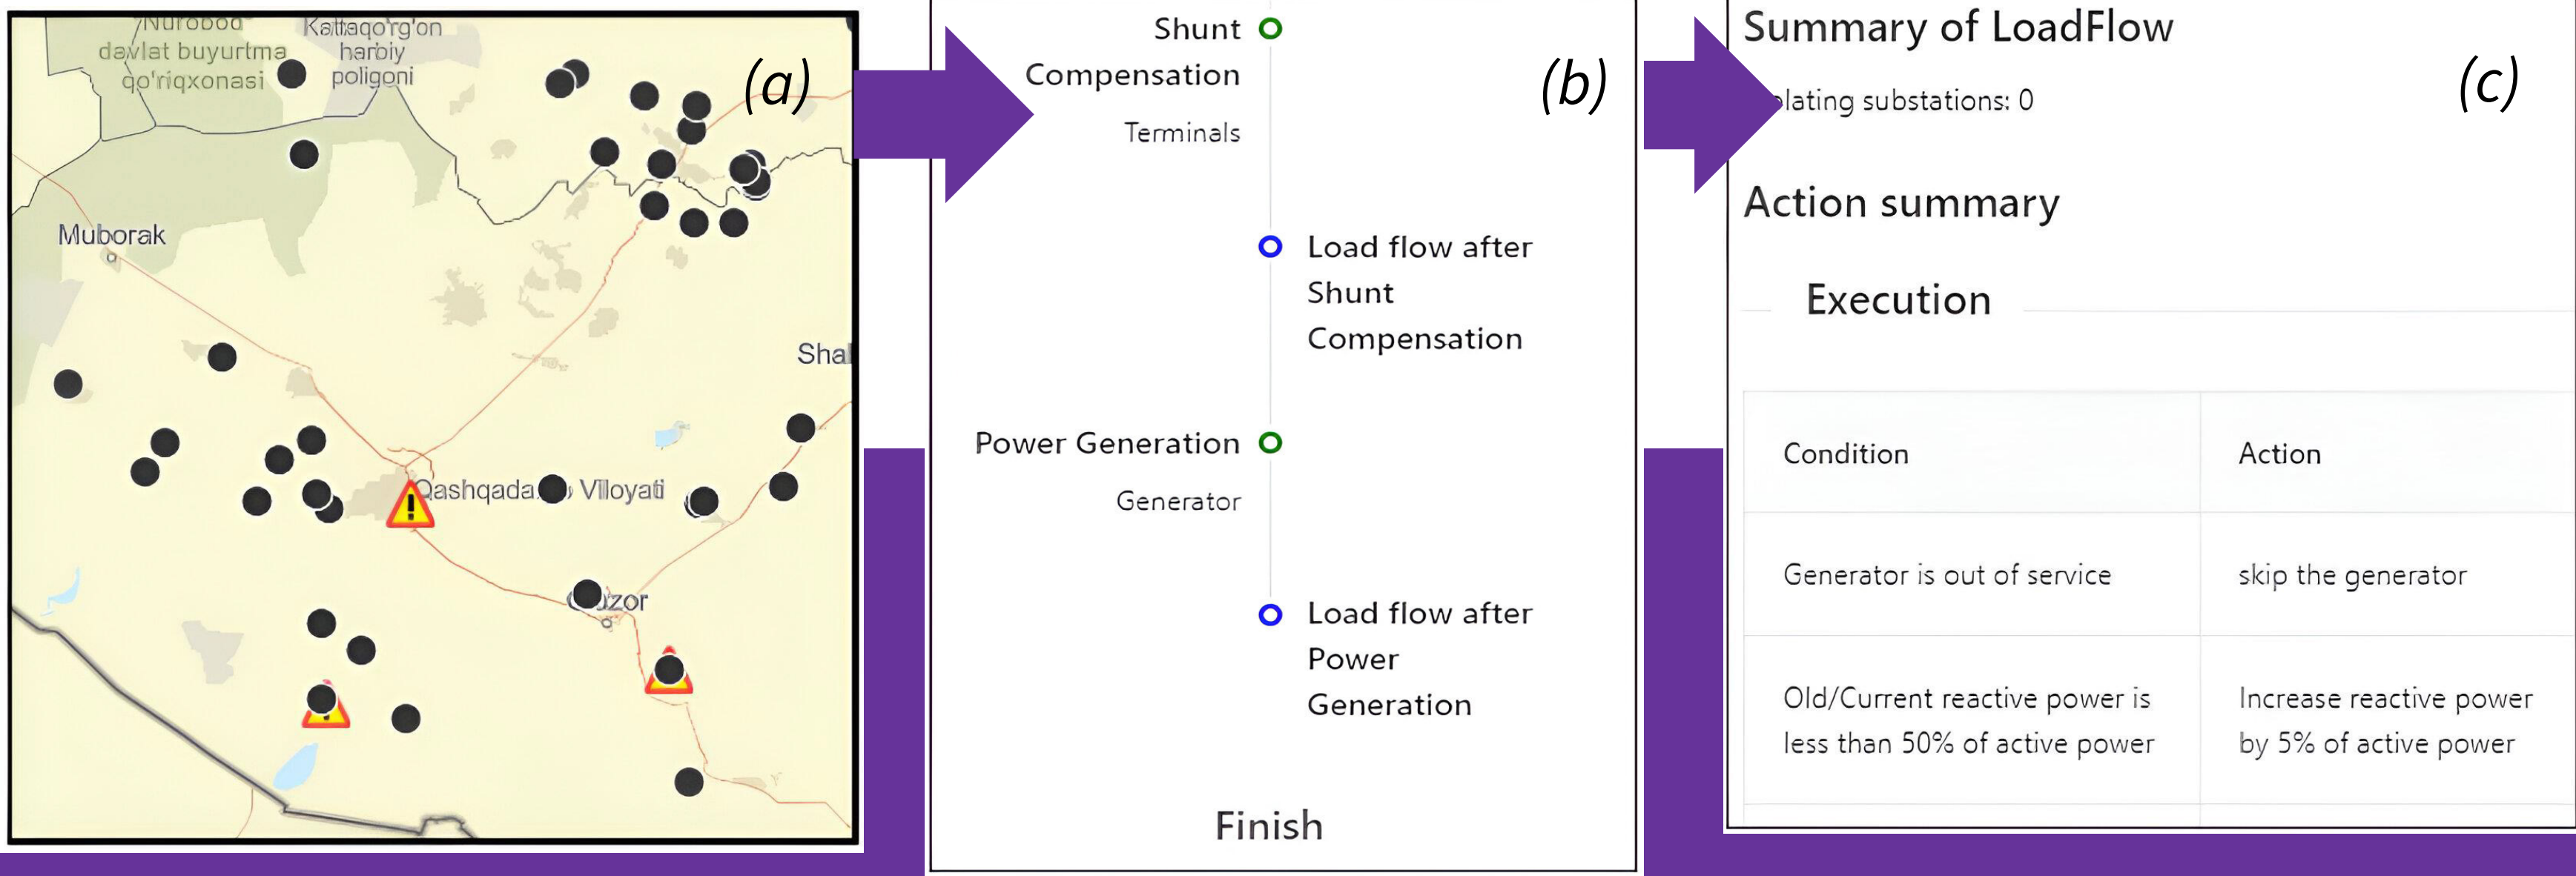 Nurobod
davlat buyurtma
qo'riqxonasi
Kattaqo'rg'on
harbiy
poligoni
(a)
Muborak
Shal
Qashqada
Viloyati
zor
Shunt
Compensation
Terminals
(b)
Load flow after
Shunt
Compensation
Power Generation
Generator
Load flow after
Power
Generation
Finish
Summary of LoadFlow
(c)
lating substations: 0
Action summary
Execution
Condition
Action
Generator is out of service
skip the generator
Old/Current reactive power is
less than 50% of active power
Increase reactive power
by 5% of active power